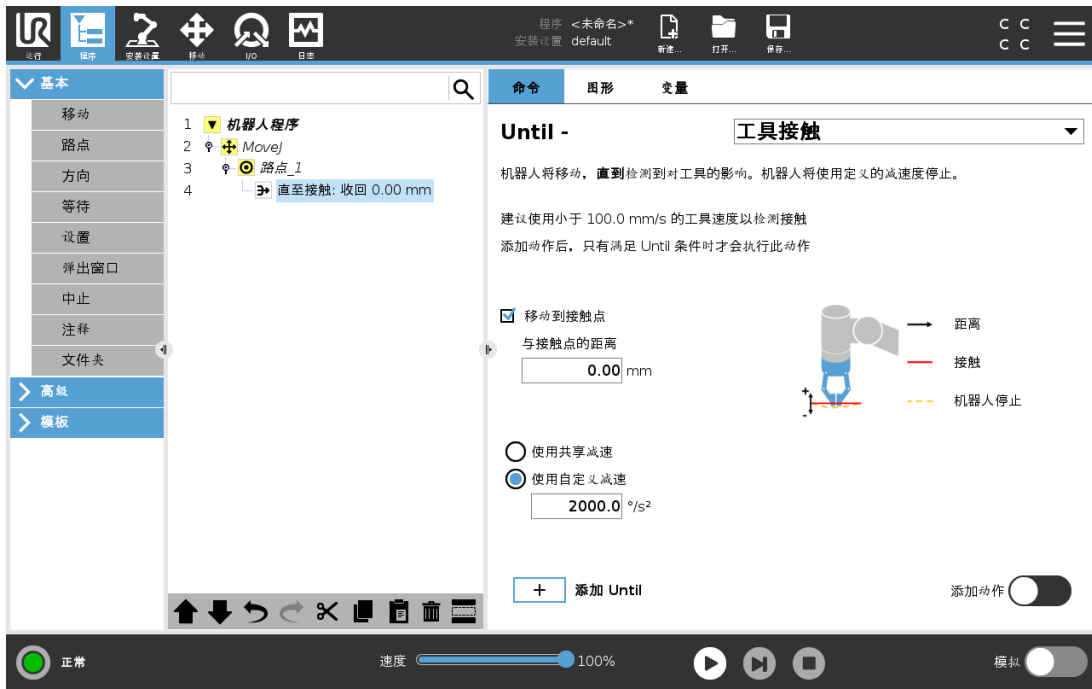 UR
运行
程序
安装设置
移动
I/O
日志
程序 <未命名>*
安装设置 default
新建...
打开...
保存...
C C
C C
基本
移动
路点
方向
等待
设置
弹出窗口
中止
注释
文件夹
高级
模板
1 机器人程序
2 MoveJ
3 路点_1
4 直至接触: 收回 0.00 mm
命令 图形 变量
Until - 工具接触
机器人将移动，直到检测到对工具的影响。机器人将使用定义的减速度停止。
建议使用小于 100.0 mm/s 的工具速度以检测接触
添加动作后，只有满足 Until 条件时才会执行此动作
移动到接触点
与接触点的距离
0.00 mm
距离
接触
机器人停止
+
-
使用共享减速
使用自定义减速
2000.0 °/s²
+ 添加 Until
添加动作
正常
速度 100%
模拟